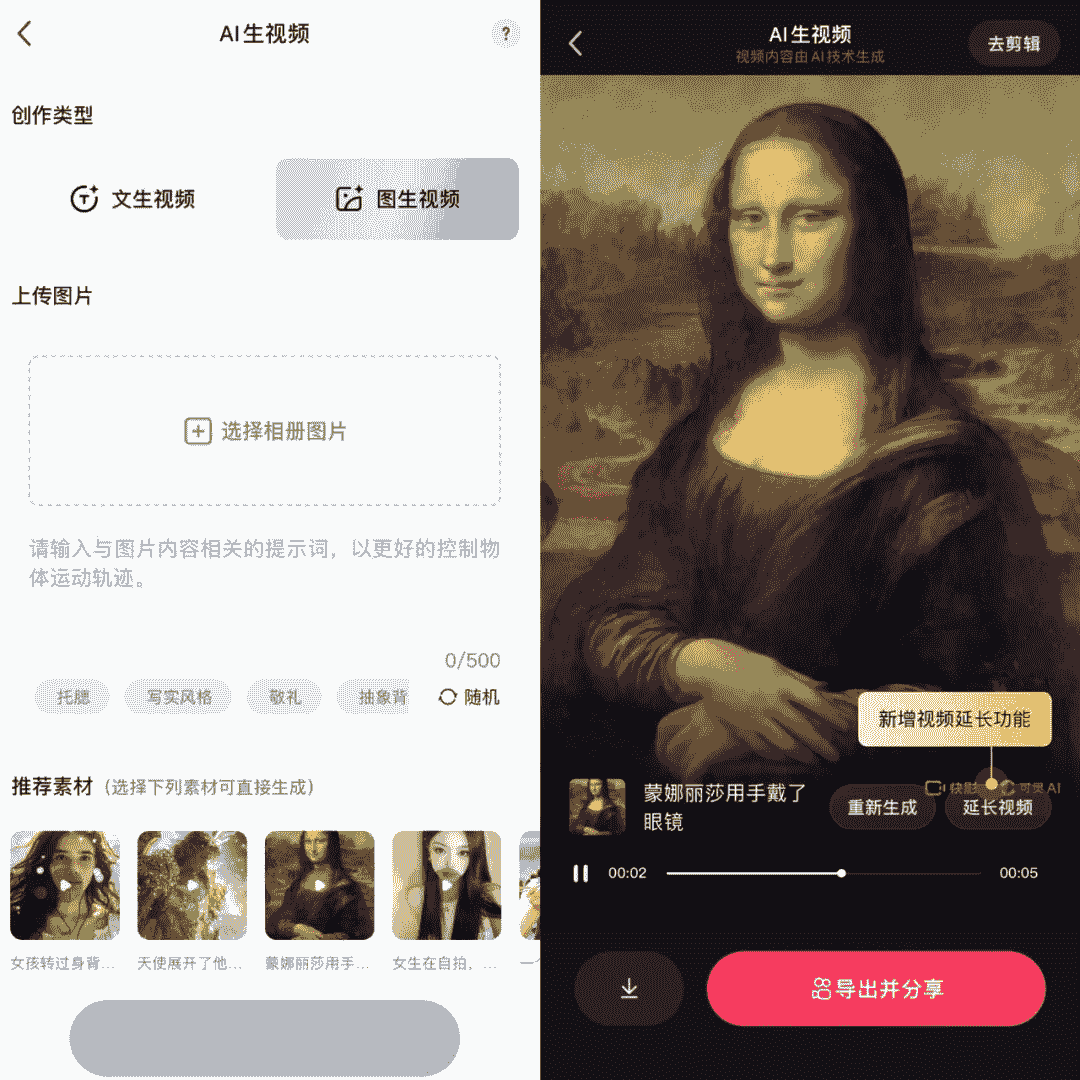 AI生视频
?
创作类型
文生视频
图生视频
上传图片
选择相册图片
请输入与图片内容相关的提示词，以更好的控制物
体运动轨迹。
0/500
托腮
写实风格
敬礼
抽象背
随机
推荐素材（选择下列素材可直接生成）
女孩转过身背...
天使展开了他...
蒙娜丽莎用手...
女生在自拍，...
AI生视频
视频内容由AI技术生成
去剪辑
新增视频延长功能
快影
可灵 AI
蒙娜丽莎用手戴了
眼镜
重新生成
延长视频
00:02
00:05
导出并分享